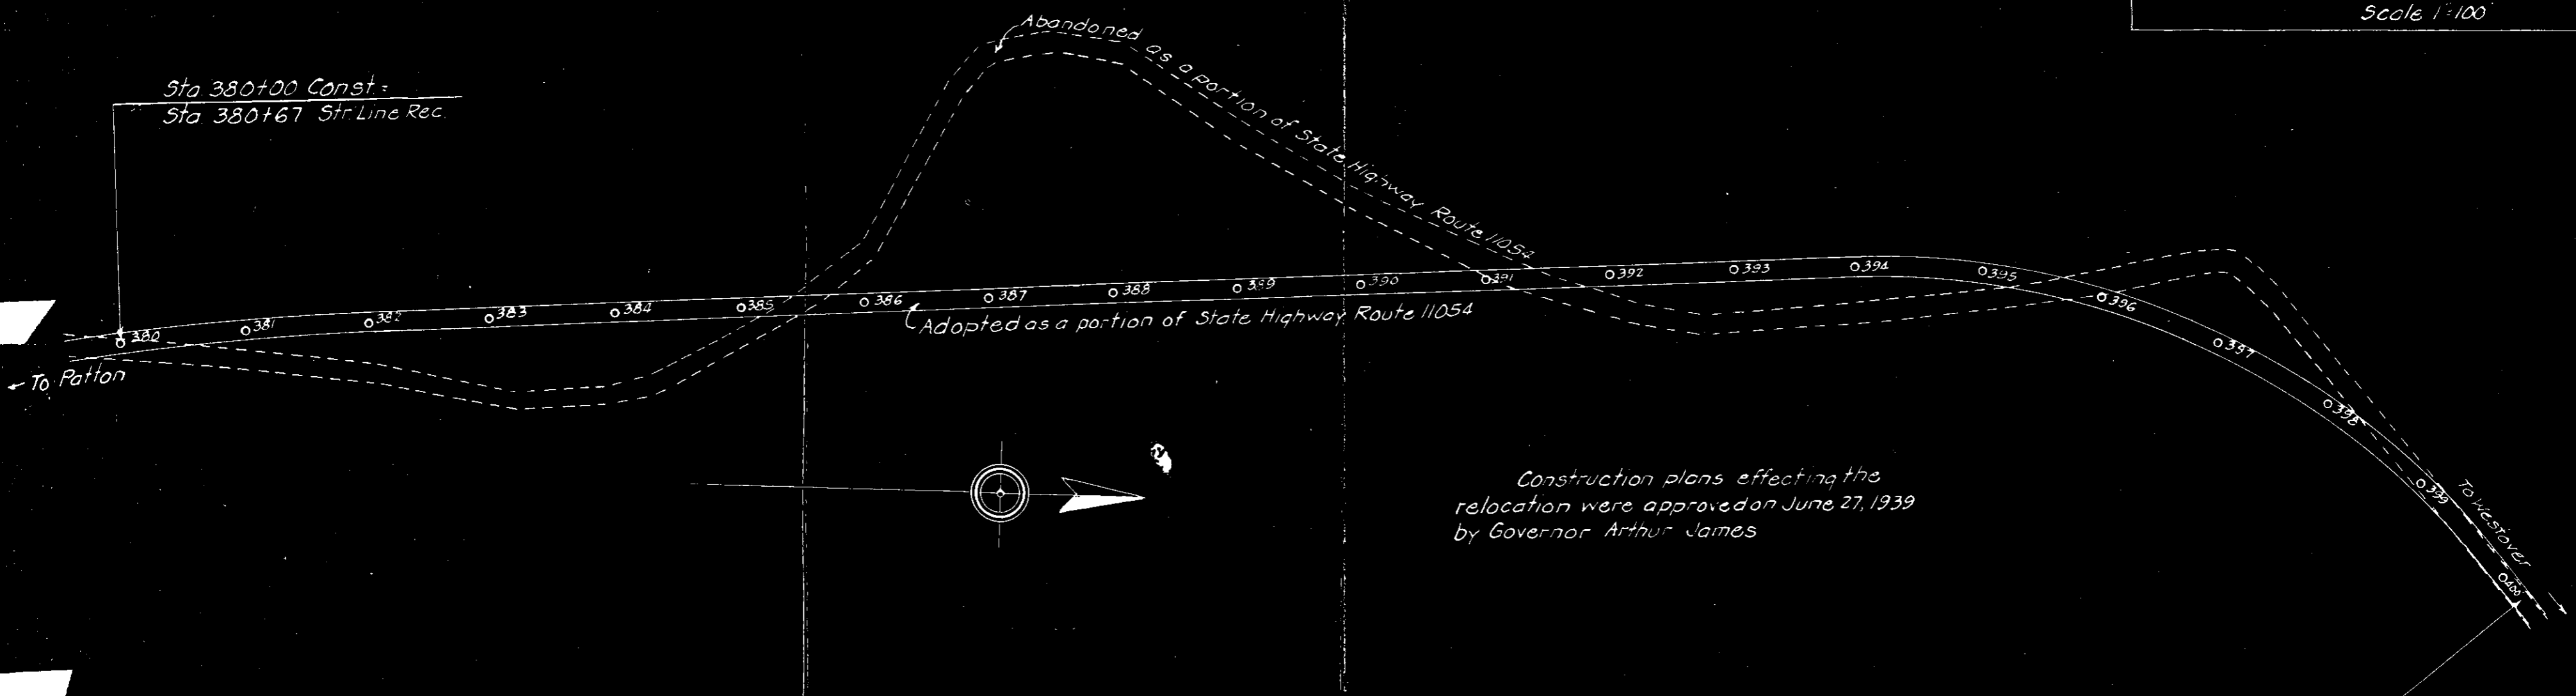 Scale 1"=100'
Abandoned as a portion of State Highway Route 11054
Sta. 380+00 Const. =
Sta. 380+67 Str. Line Rec.
380
381
382
383
384
385
386
387
388
389
390
391
392
393
394
395
396
397
398
399
400
Adopted as a portion of State Highway Route 11054
← To Patton
To Westover
Construction plans effecting the
relocation were approved on June 27, 1939
by Governor Arthur James